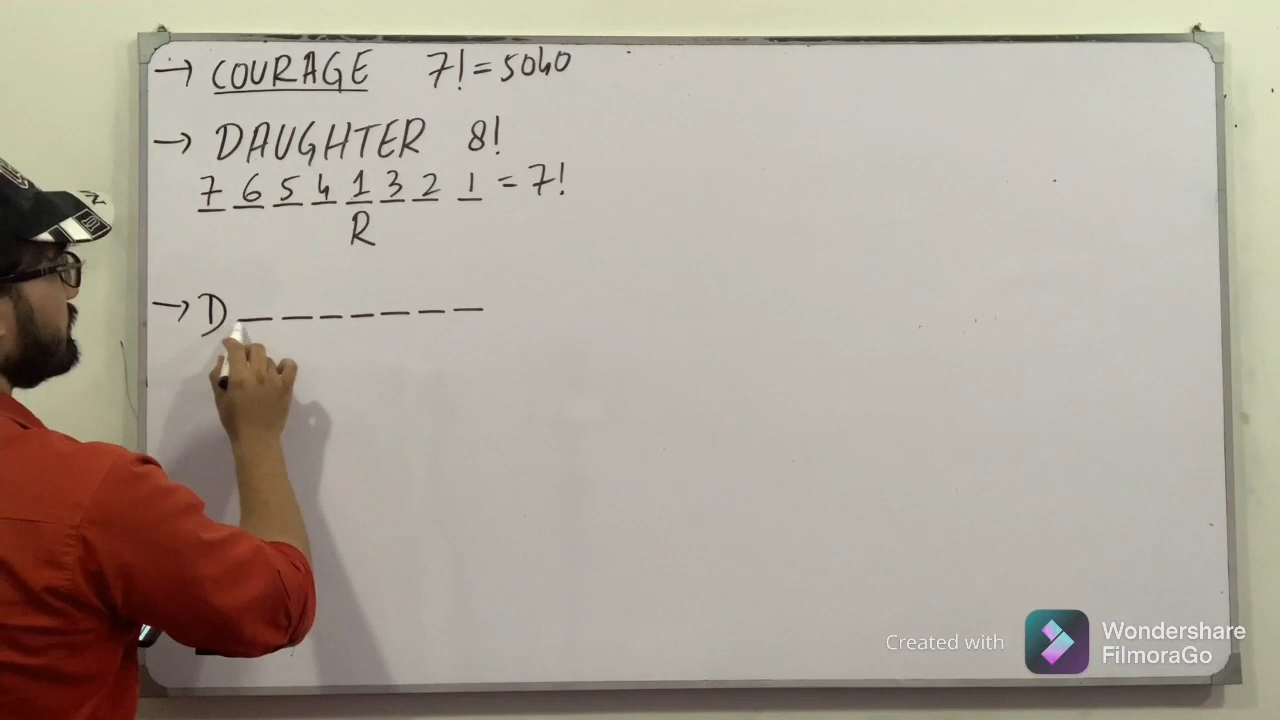 → COURAGE 7! = 5040
→ DAUGHTER 8!
7 6 5 4 1 3 2 1 = 7!
R
→ D _ _ _ _ _ _ _
Created with Wondershare FilmoraGo